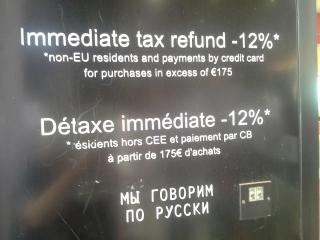 Immediate tax refund -12%*
*non-EU residents and payments by credit card
for purchases in excess of €175
Détaxe immédiate -12%*
* ésidents hors CEE et paiement par CB
à partir de 175€ d'achats
МЫ ГОВОРИМ
ПО РУССКИ